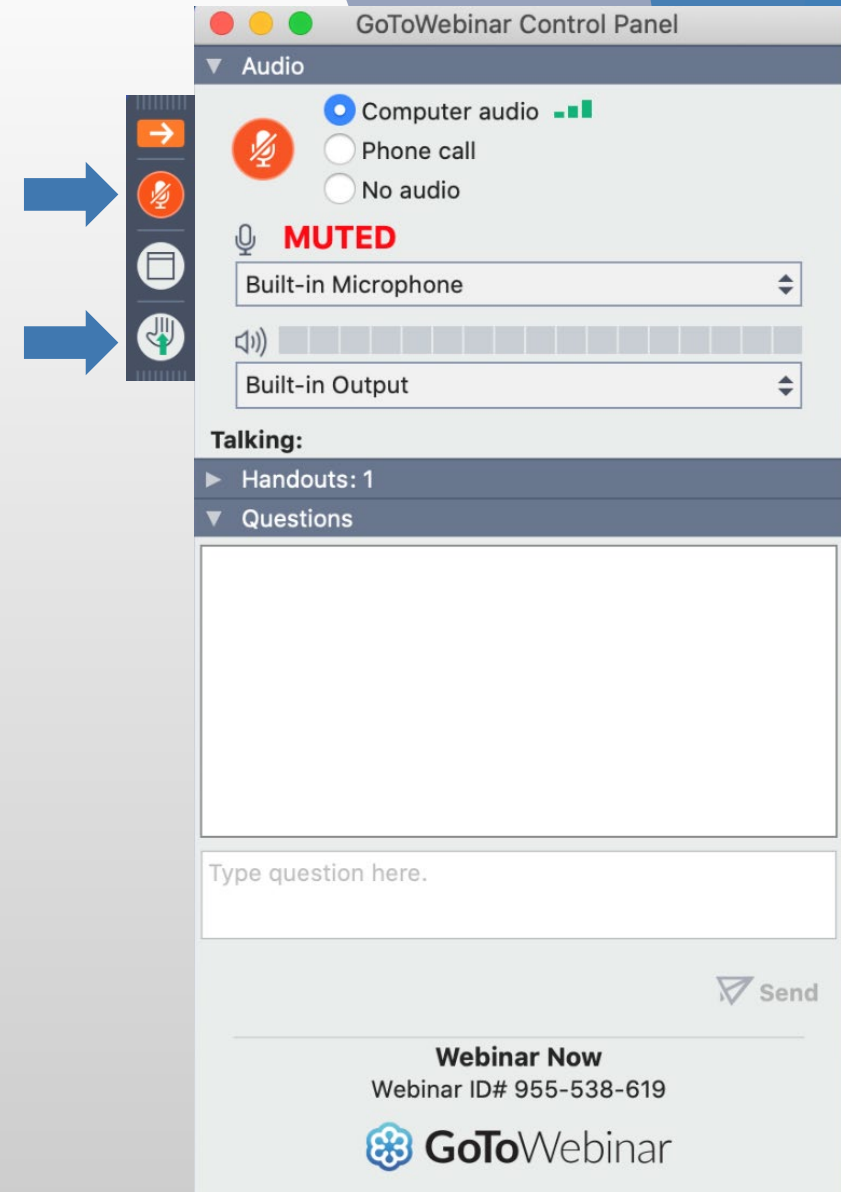 GoToWebinar Control Panel
Audio
Computer audio
Phone call
No audio
MUTED
Built-in Microphone
Built-in Output
Talking:
Handouts: 1
Questions
Type question here.
Send
Webinar Now
Webinar ID# 955-538-619
GoToWebinar